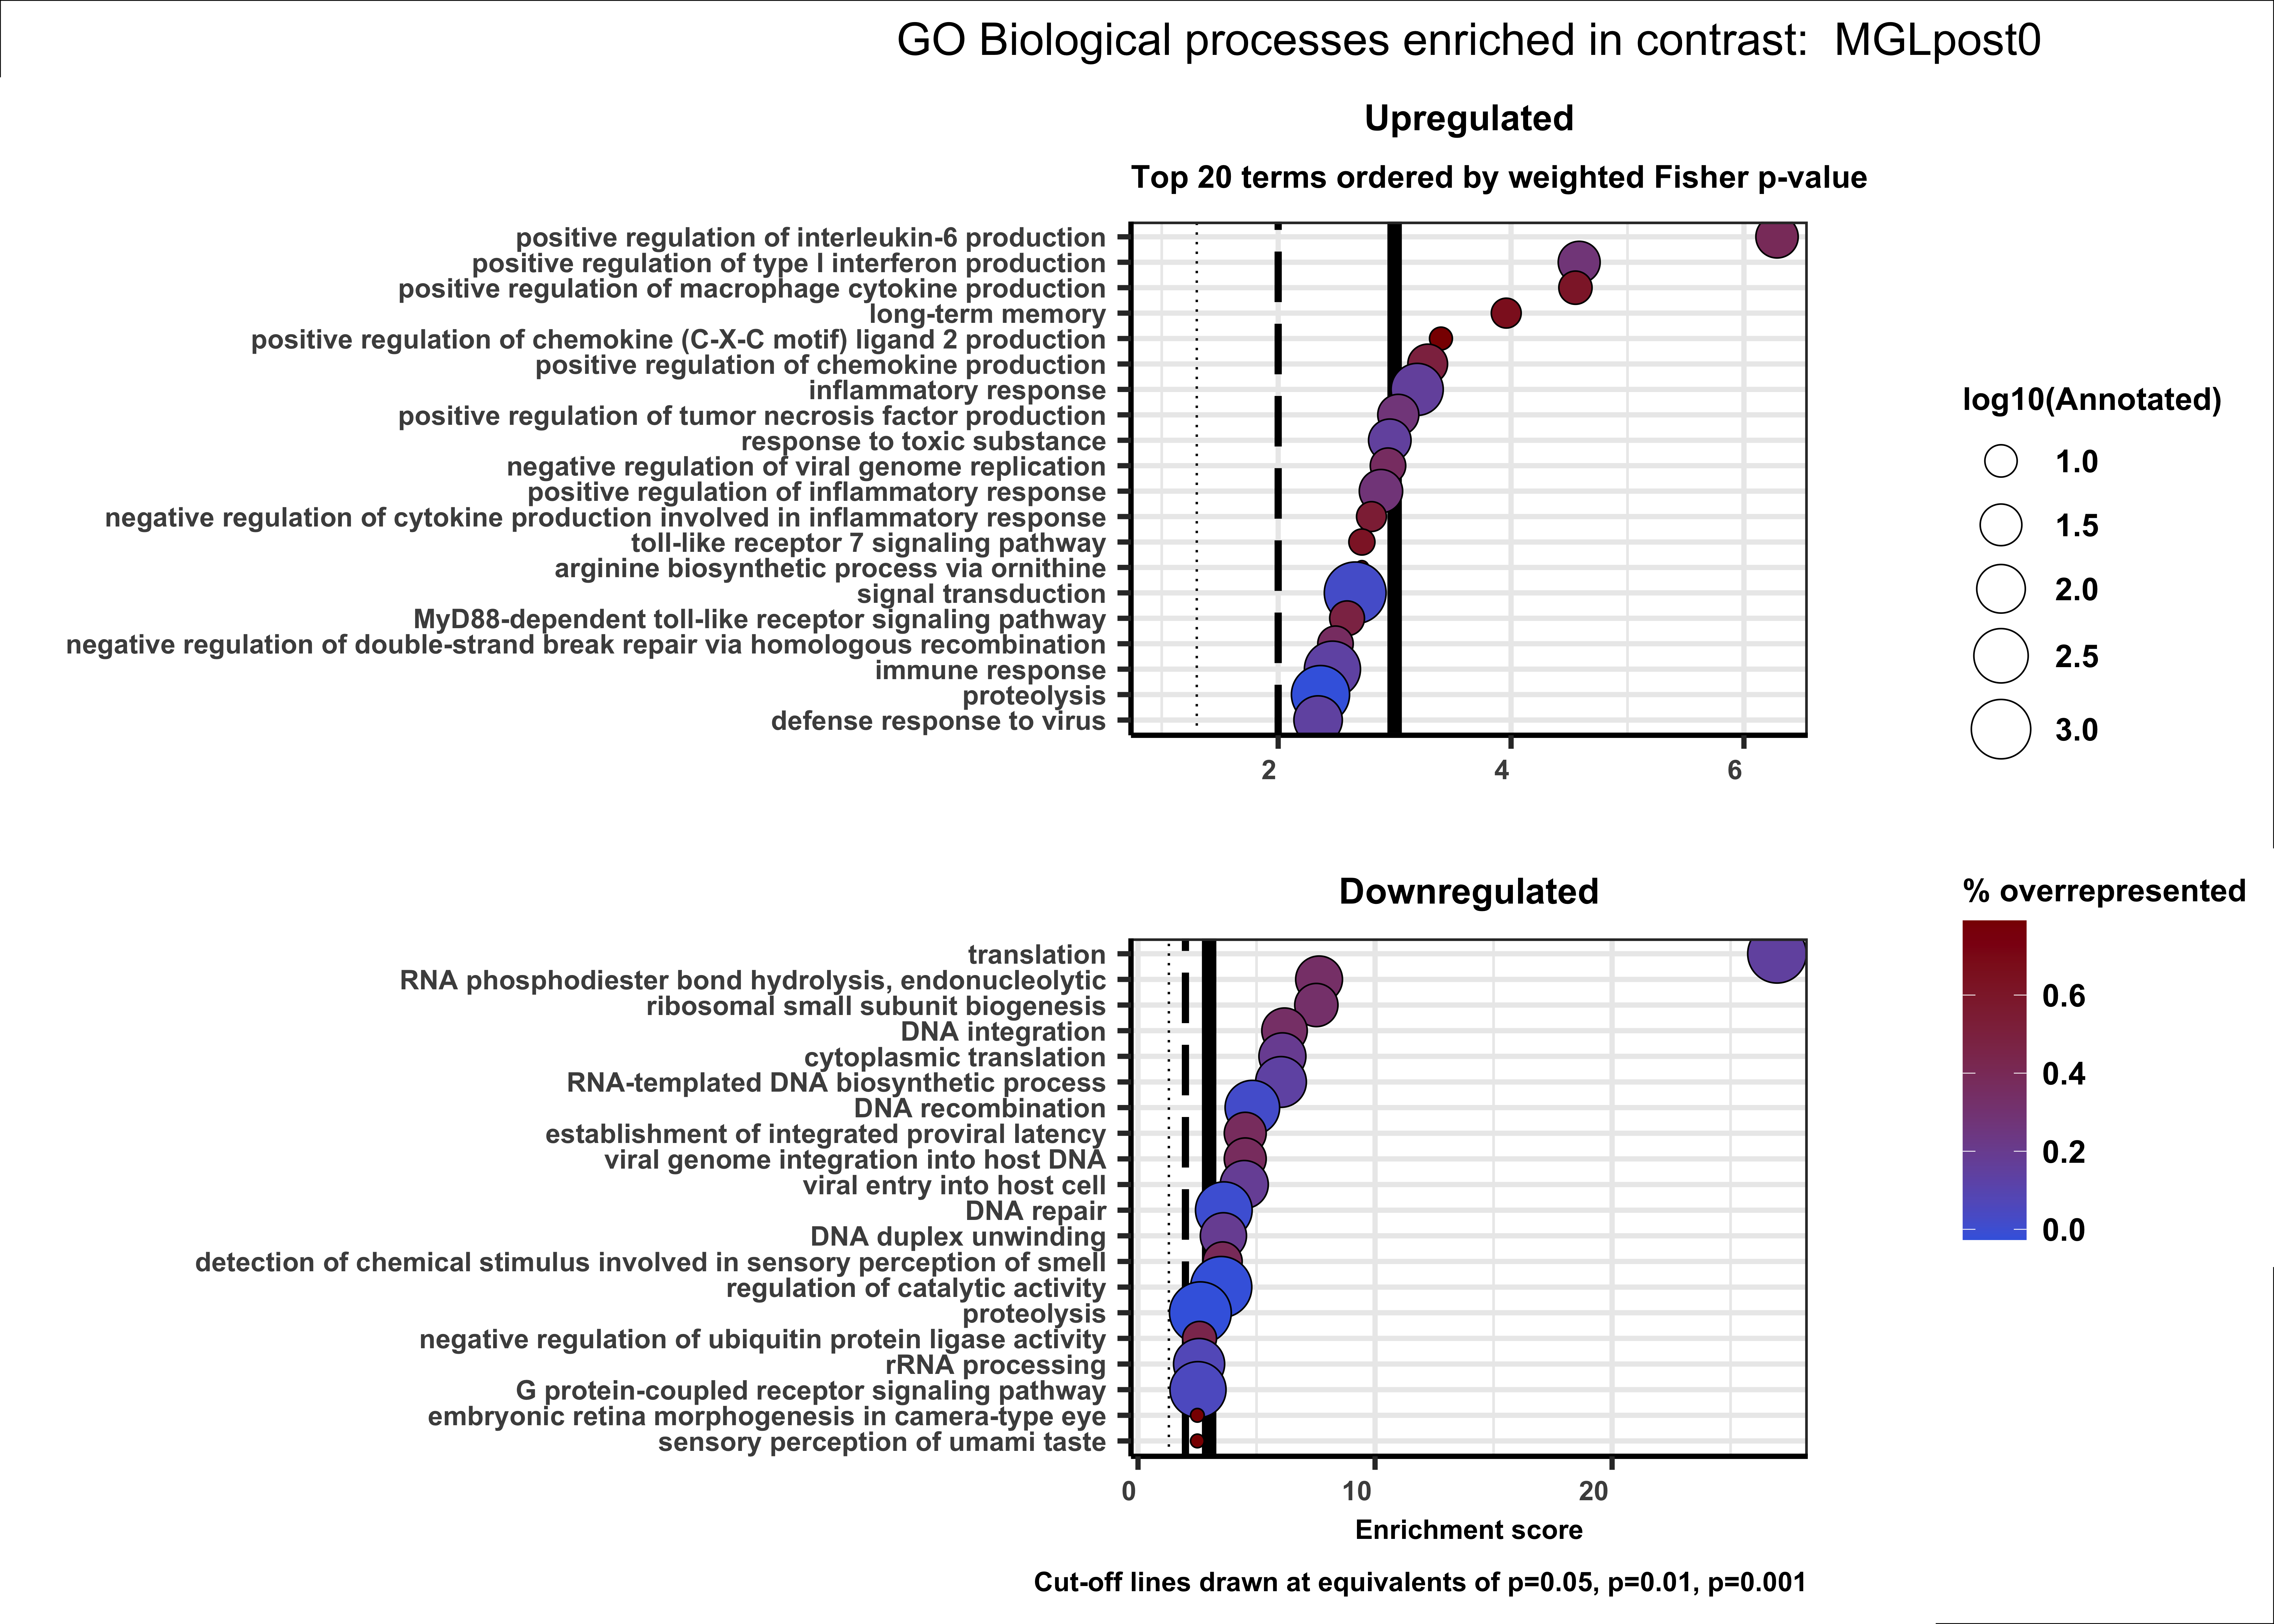 GO Biological processes enriched in contrast:  MGLpost0
Upregulated
Top 20 terms ordered by weighted Fisher p-value
positive regulation of interleukin-6 production
positive regulation of type I interferon production
positive regulation of macrophage cytokine production
long-term memory
positive regulation of chemokine (C-X-C motif) ligand 2 production
positive regulation of chemokine production
inflammatory response
positive regulation of tumor necrosis factor production
response to toxic substance
negative regulation of viral genome replication
positive regulation of inflammatory response
negative regulation of cytokine production involved in inflammatory response
toll-like receptor 7 signaling pathway
arginine biosynthetic process via ornithine
signal transduction
MyD88-dependent toll-like receptor signaling pathway
negative regulation of double-strand break repair via homologous recombination
immune response
proteolysis
defense response to virus
2 4 6
log10(Annotated)
1.0
1.5
2.0
2.5
3.0
Downregulated
translation
RNA phosphodiester bond hydrolysis, endonucleolytic
ribosomal small subunit biogenesis
DNA integration
cytoplasmic translation
RNA-templated DNA biosynthetic process
DNA recombination
establishment of integrated proviral latency
viral genome integration into host DNA
viral entry into host cell
DNA repair
DNA duplex unwinding
detection of chemical stimulus involved in sensory perception of smell
regulation of catalytic activity
proteolysis
negative regulation of ubiquitin protein ligase activity
rRNA processing
G protein-coupled receptor signaling pathway
embryonic retina morphogenesis in camera-type eye
sensory perception of umami taste
0 10 20
Enrichment score
% overrepresented
0.6
0.4
0.2
0.0
Cut-off lines drawn at equivalents of p=0.05, p=0.01, p=0.001